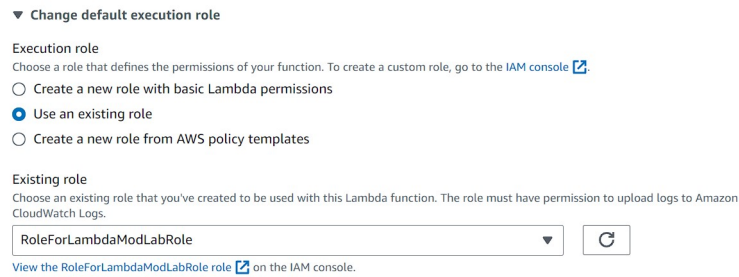 Change default execution role
Execution role
Choose a role that defines the permissions of your function. To create a custom role, go to the IAM console.
Create a new role with basic Lambda permissions
Use an existing role
Create a new role from AWS policy templates
Existing role
Choose an existing role that you've created to be used with this Lambda function. The role must have permission to upload logs to Amazon
CloudWatch Logs.
RoleForLambdaModLabRole
View the RoleForLambdaModLabRole role on the IAM console.